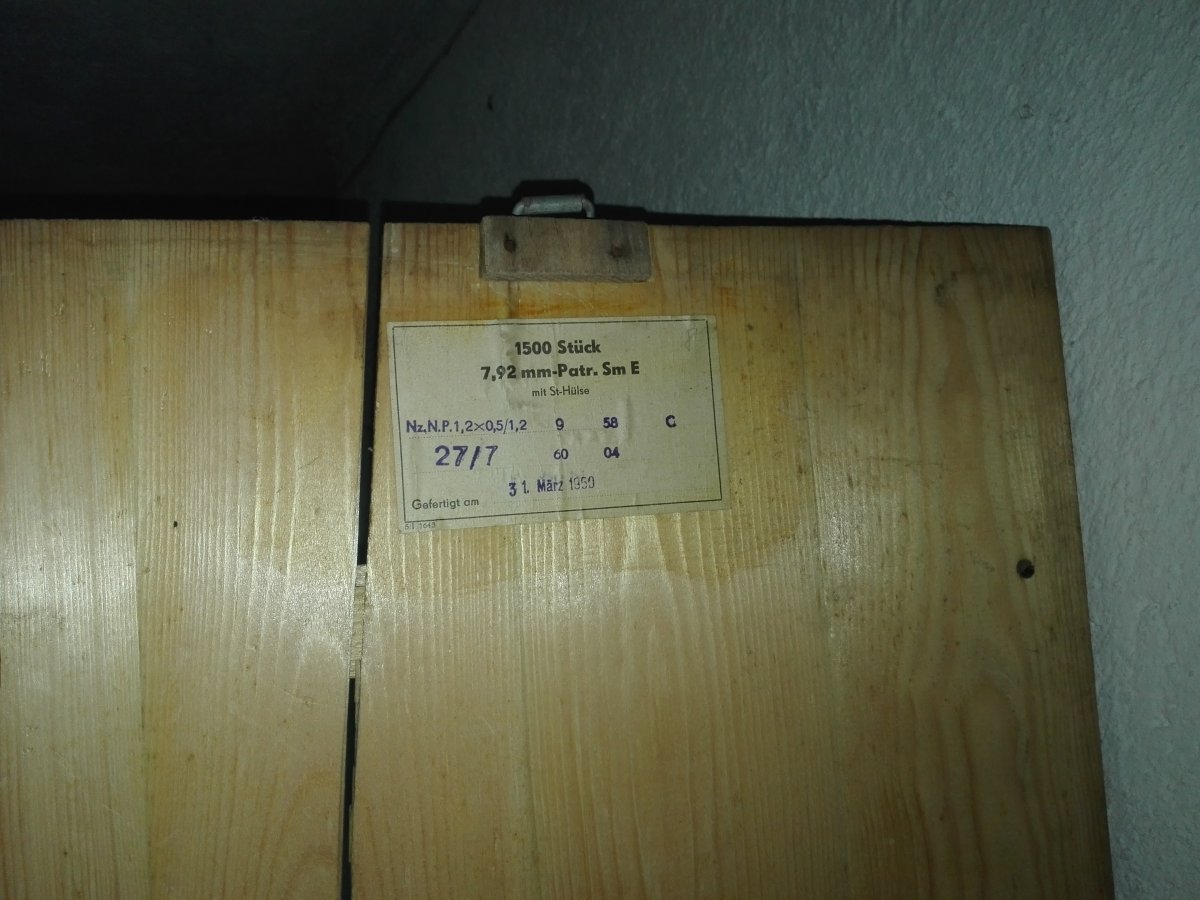 1500 Stück
7,92 mm-Patr. Sm E
mit St-Hülse
Nz.N.P.1,2×0,5/1,2 9 58 G
27/7 60 04
Gefertigt am 31. März 1960